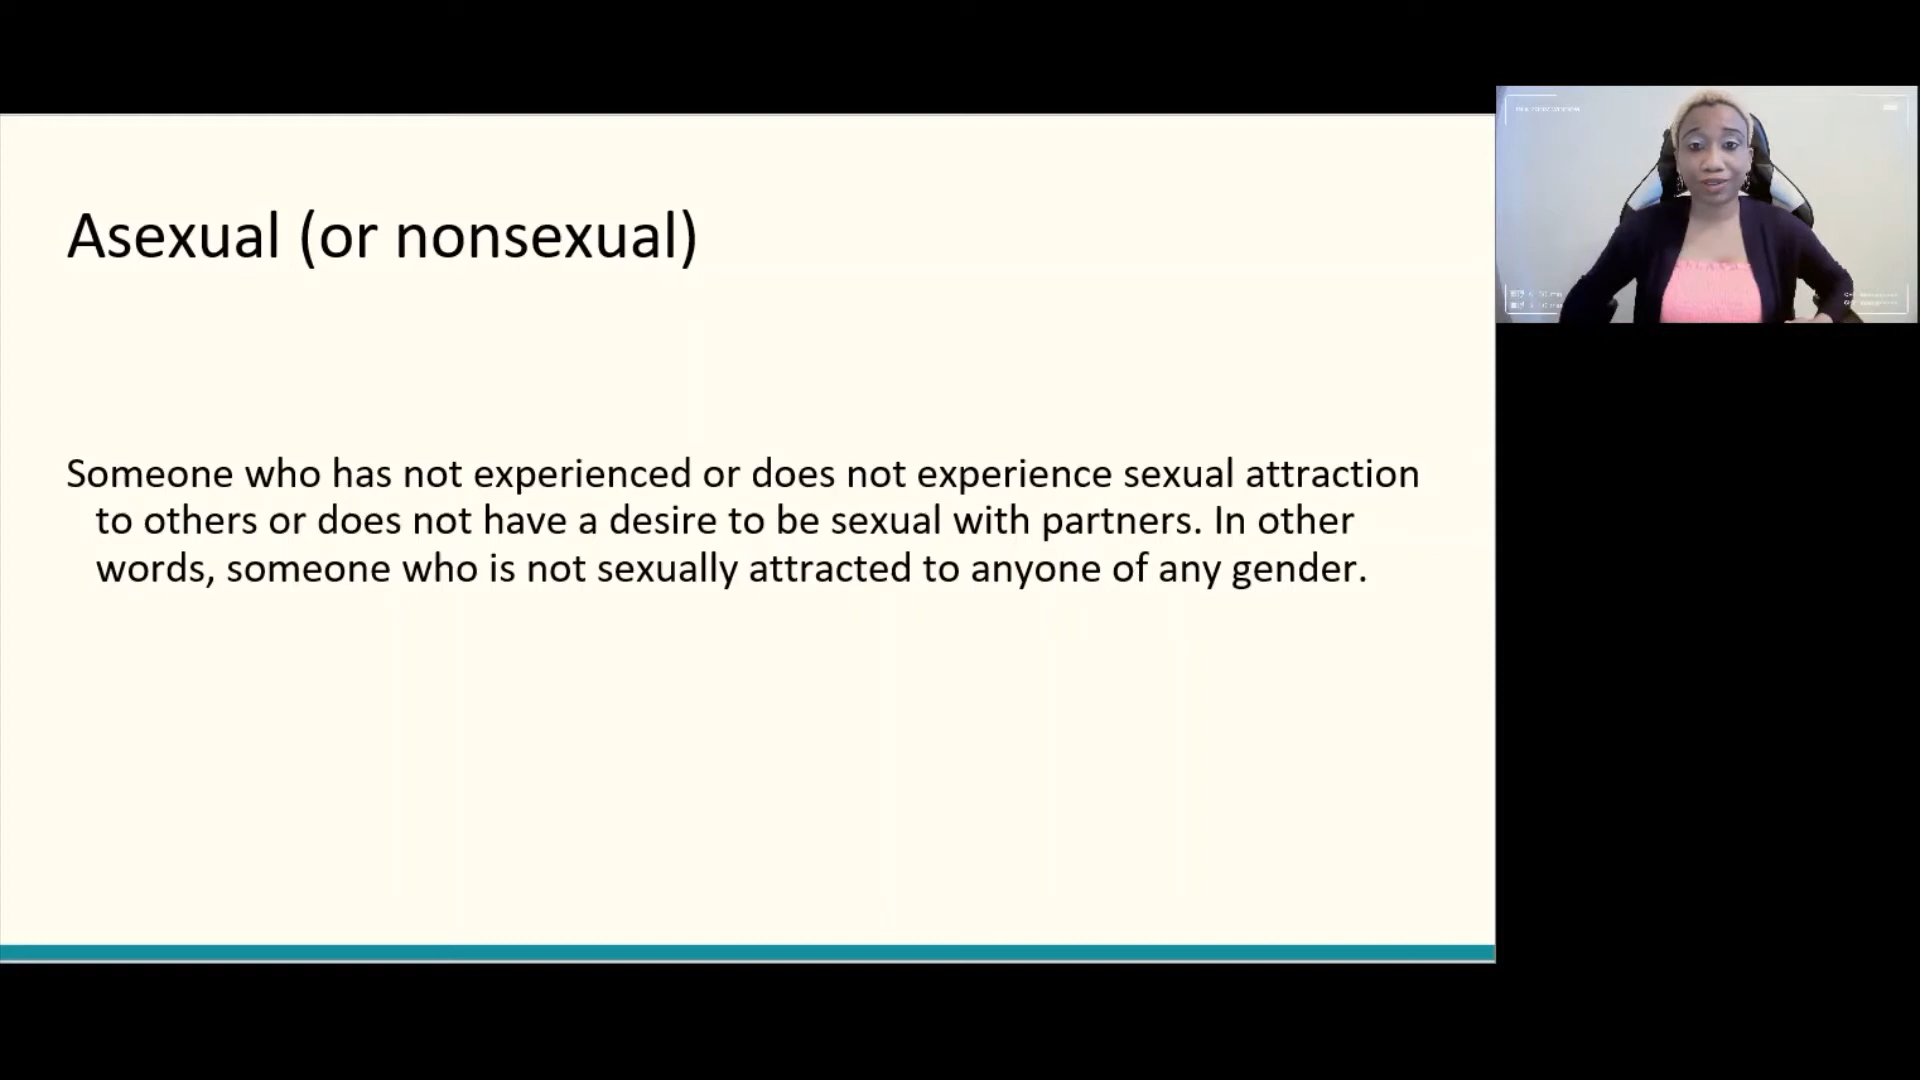 Asexual (or nonsexual)
Someone who has not experienced or does not experience sexual attraction
to others or does not have a desire to be sexual with partners. In other
words, someone who is not sexually attracted to anyone of any gender.